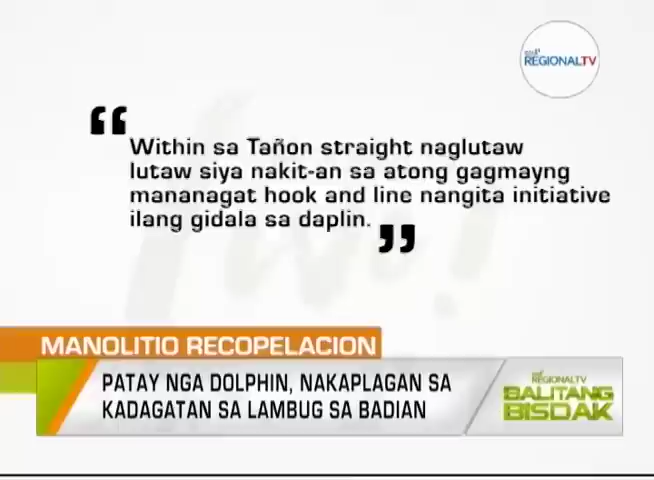 REGIONALTV
Within sa Tañon straight naglutaw
lutaw siya nakit-an sa atong gagmayng
mananagat hook and line nangita initiative
ilang gidala sa daplin.
MANOLITIO RECOPELACION
PATAY NGA DOLPHIN, NAKAPLAGAN SA
KADAGATAN SA LAMBUG SA BADIAN
REGIONALTV
BALITANG
BISDAK